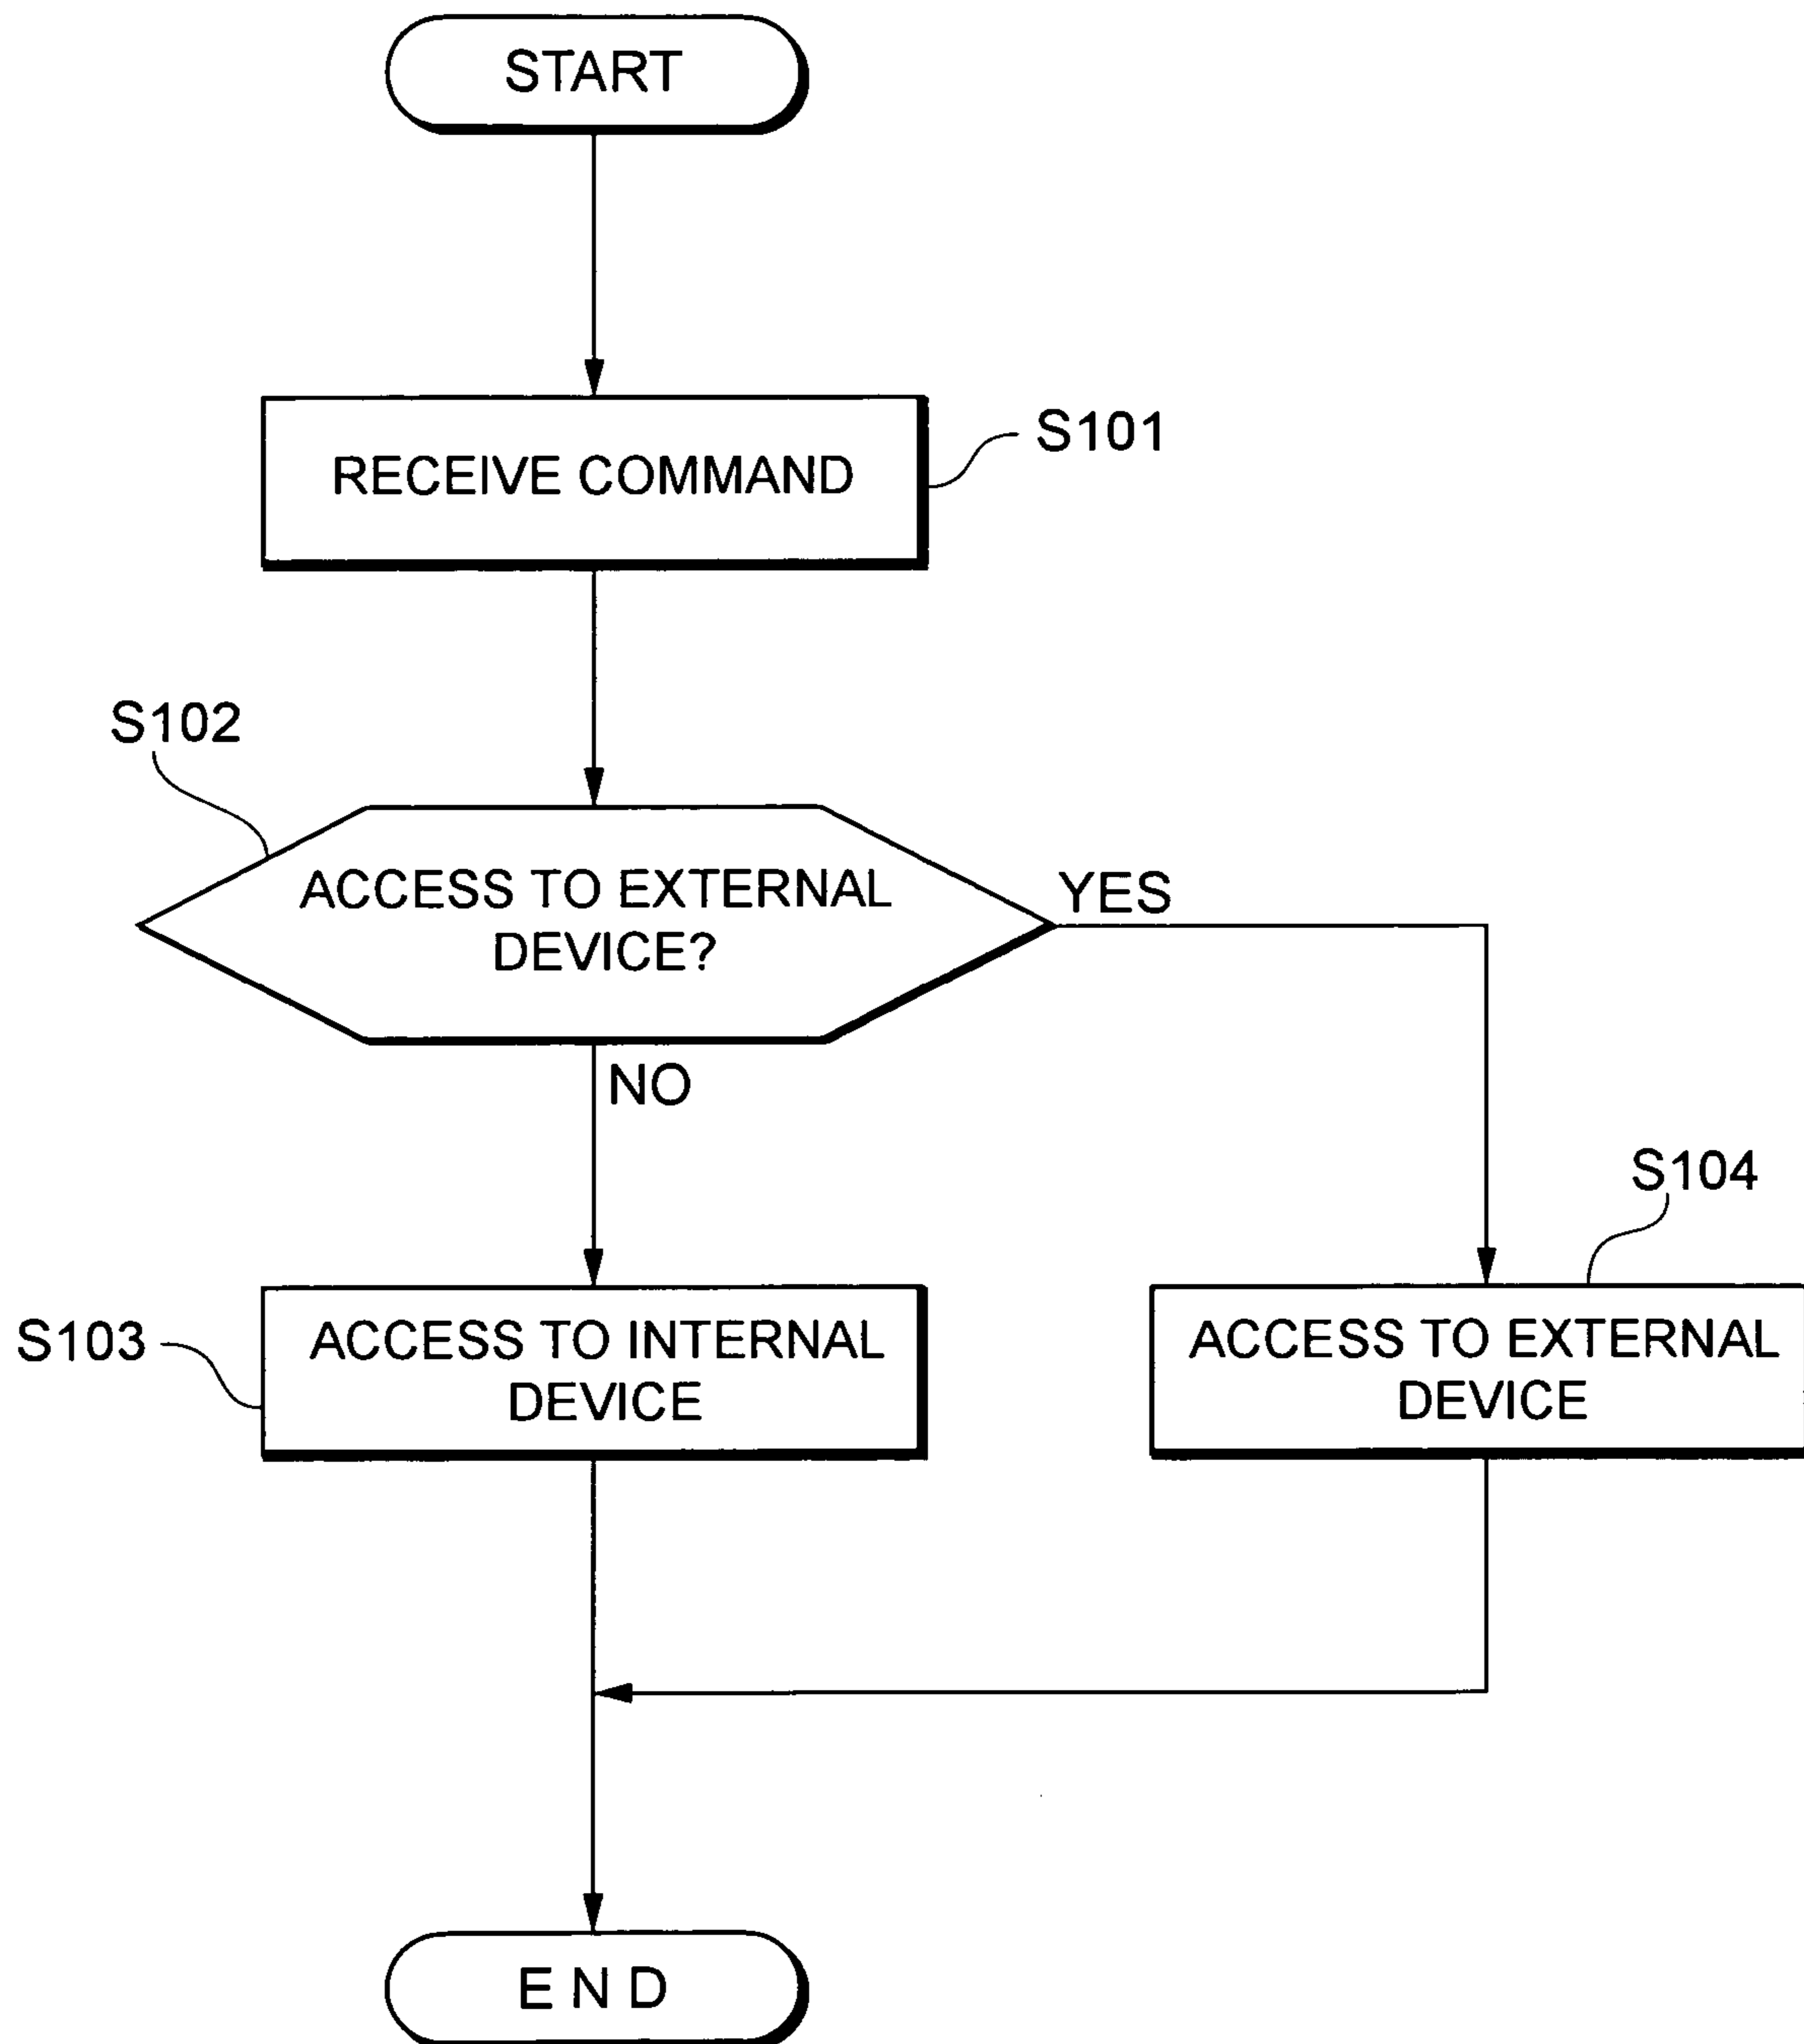 START
RECEIVE COMMAND
S101
S102
ACCESS TO EXTERNAL
DEVICE?
YES
NO
S103
ACCESS TO INTERNAL
DEVICE
S104
ACCESS TO EXTERNAL
DEVICE
END